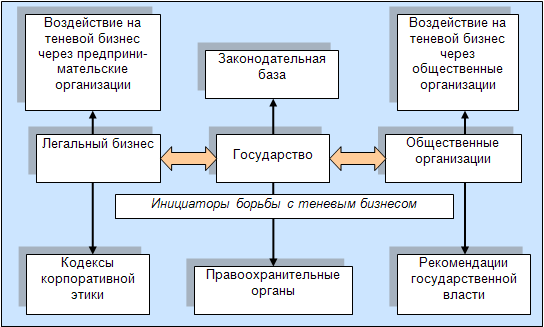 Воздействие на
теневой бизнес
через предприни-
мательские
организации
Законодательная
база
Воздействие на
теневой бизнес
через
общественные
организации
Легальный бизнес
Государство
Общественные
организации
Инициаторы борьбы с теневым бизнесом
Кодексы
корпоративной
этики
Правоохранительные
органы
Рекомендации
государственной
власти